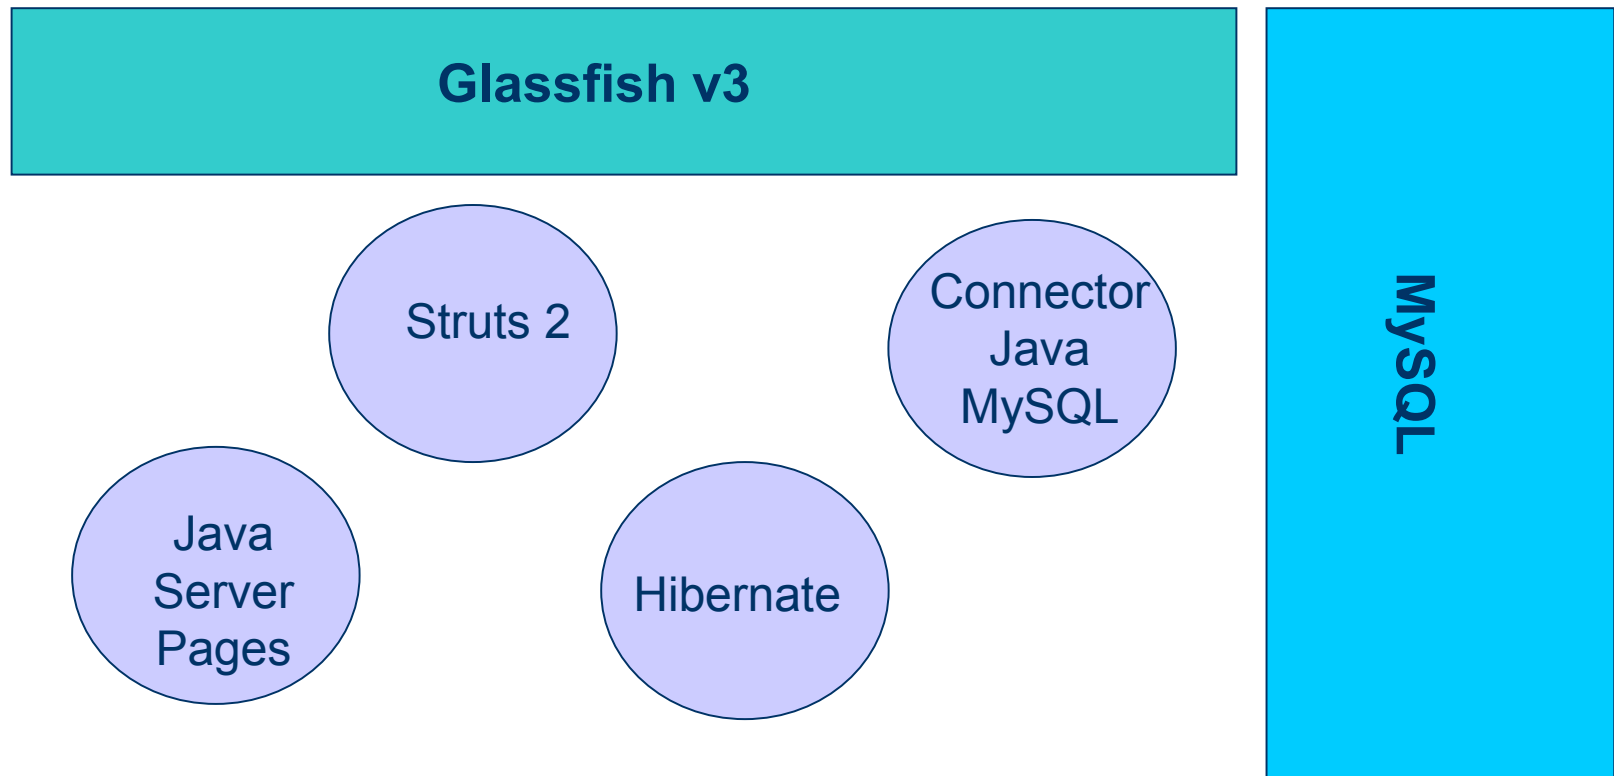 Glassfish v3
Struts 2
Connector
Java
MySQL
MySQL
Java
Server
Pages
Hibernate